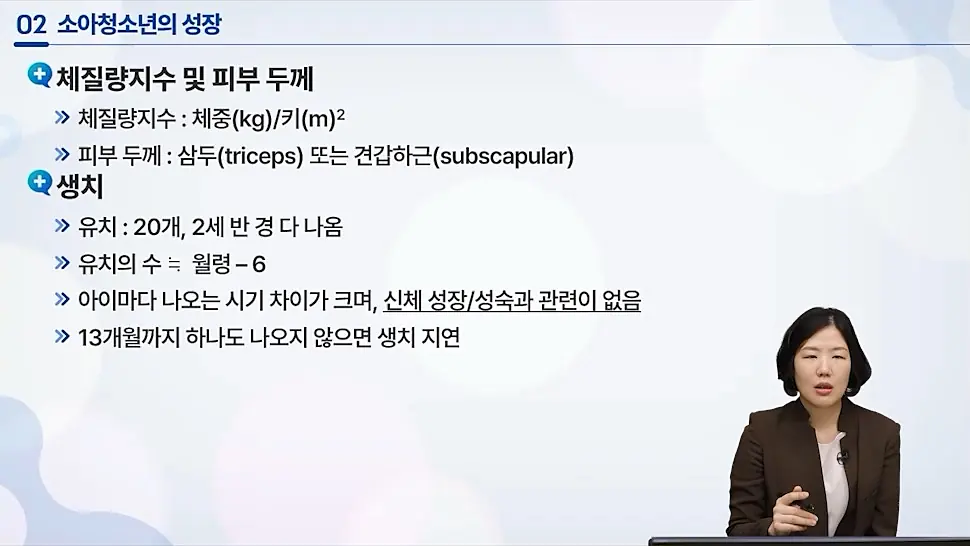 02 소아청소년의 성장
체질량지수 및 피부 두께
체질량지수 : 체중(kg)/키(m)²
피부 두께 : 삼두(triceps) 또는 견갑하근(subscapular)
생치
유치 : 20개, 2세 반 경 다 나옴
유치의 수 ≒ 월령 – 6
아이마다 나오는 시기 차이가 크며, 신체 성장/성숙과 관련이 없음
13개월까지 하나도 나오지 않으면 생치 지연